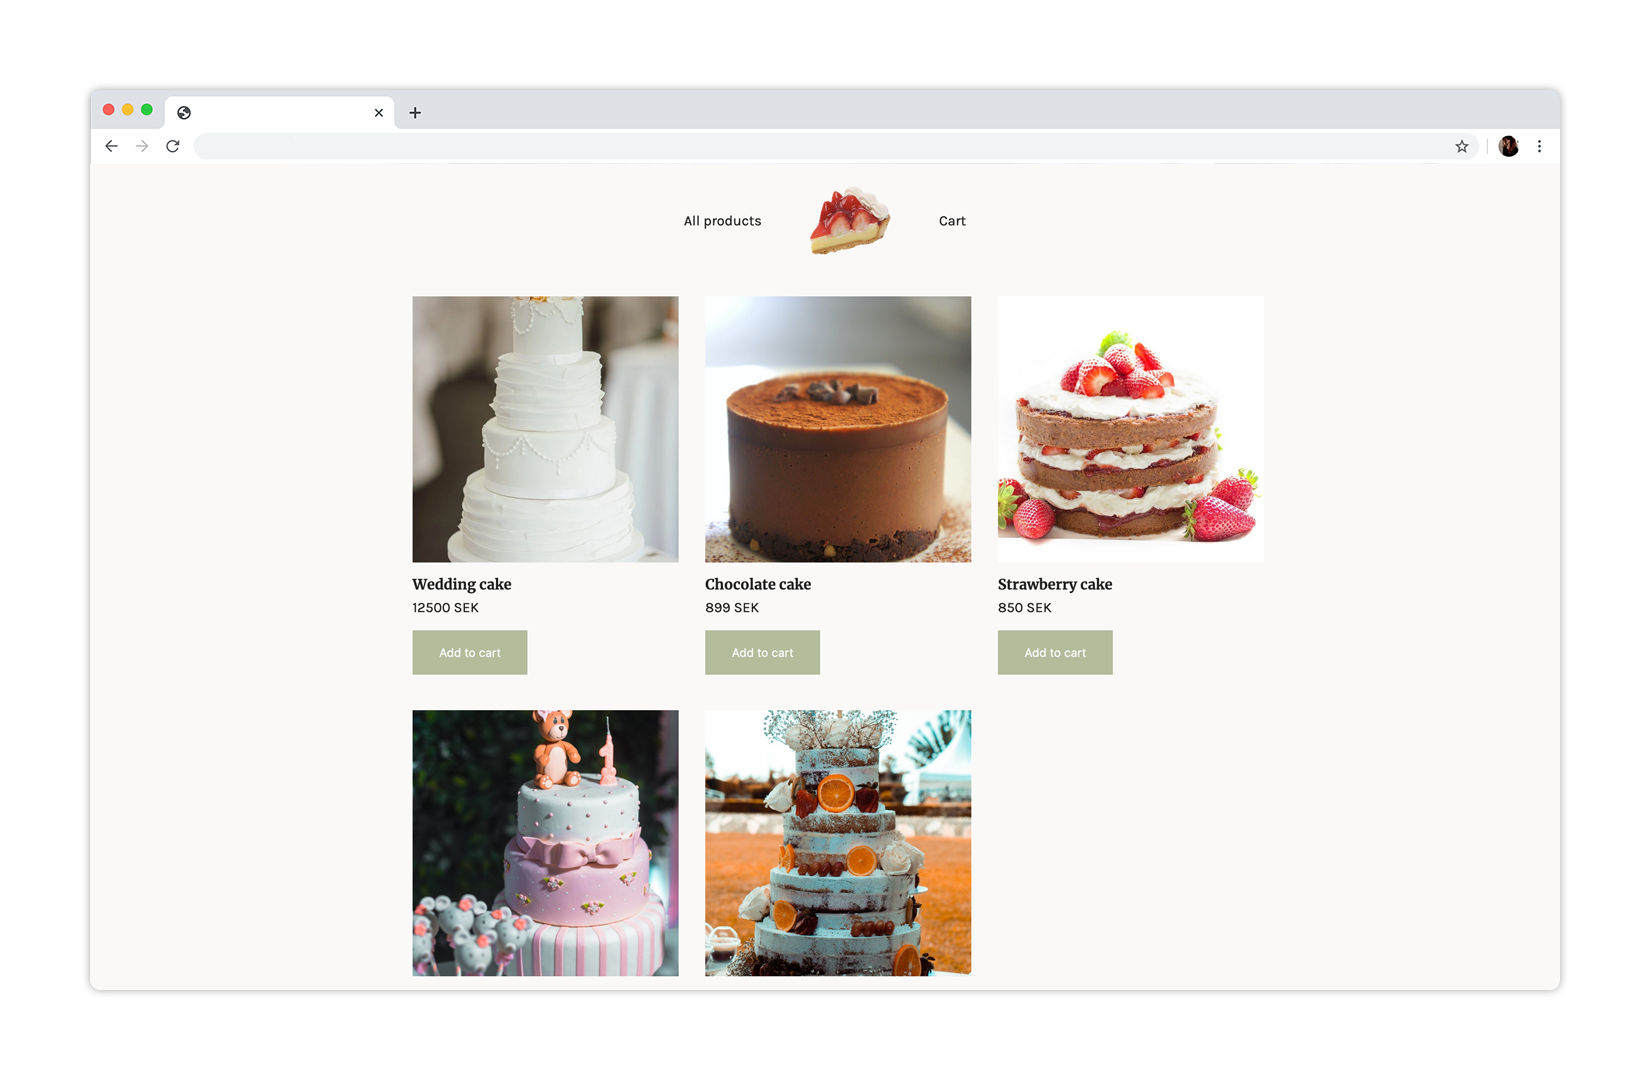 All products
Cart
Wedding cake
12500 SEK
Add to cart
Chocolate cake
899 SEK
Add to cart
Strawberry cake
850 SEK
Add to cart
1